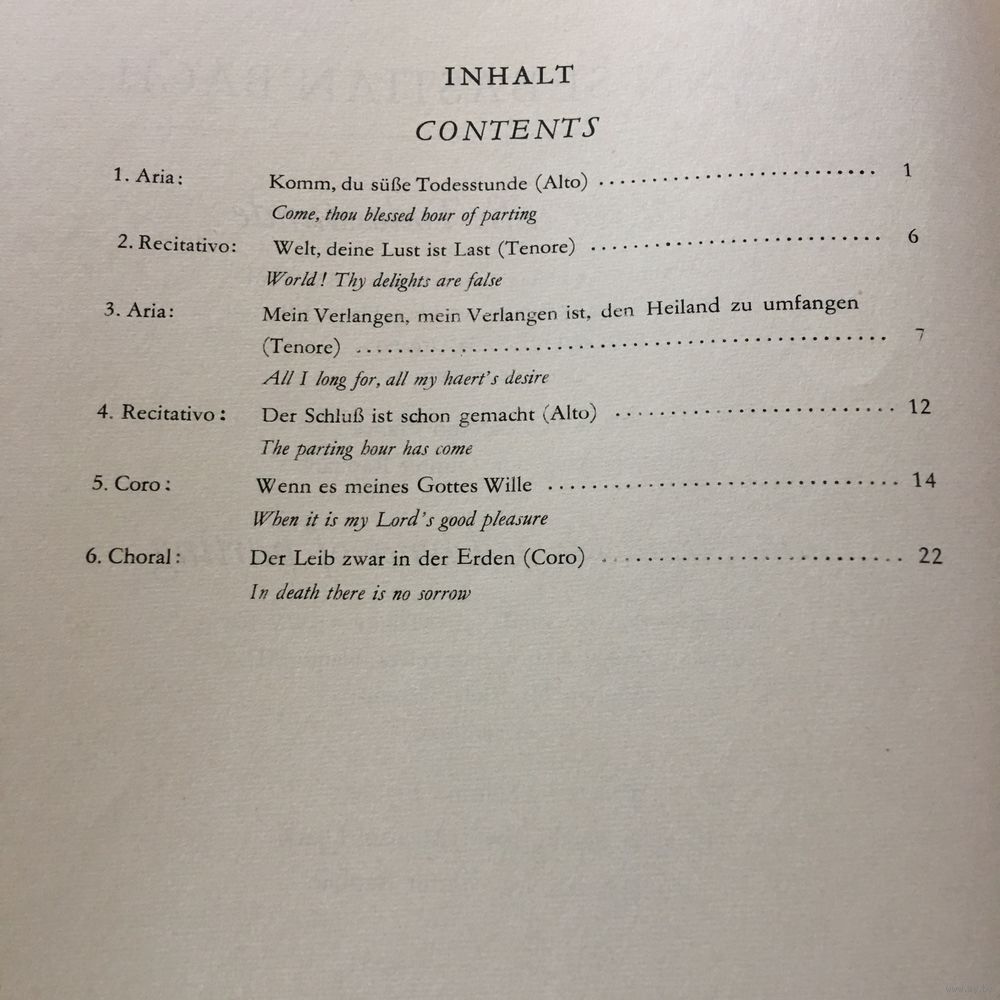 INHALT
CONTENTS
1. Aria: Komm, du süße Todesstunde (Alto) ........................... 1
Come, thou blessed hour of parting
2. Recitativo: Welt, deine Lust ist Last (Tenore) ........................... 6
World! Thy delights are false
3. Aria: Mein Verlangen, mein Verlangen ist, den Heiland zu umfangen
(Tenore) ........................................ 7
All I long for, all my haert's desire
4. Recitativo: Der Schluß ist schon gemacht (Alto) .......................... 12
The parting hour has come
5. Coro: Wenn es meines Gottes Wille ................................ 14
When it is my Lord's good pleasure
6. Choral: Der Leib zwar in der Erden (Coro) ........................... 22
In death there is no sorrow